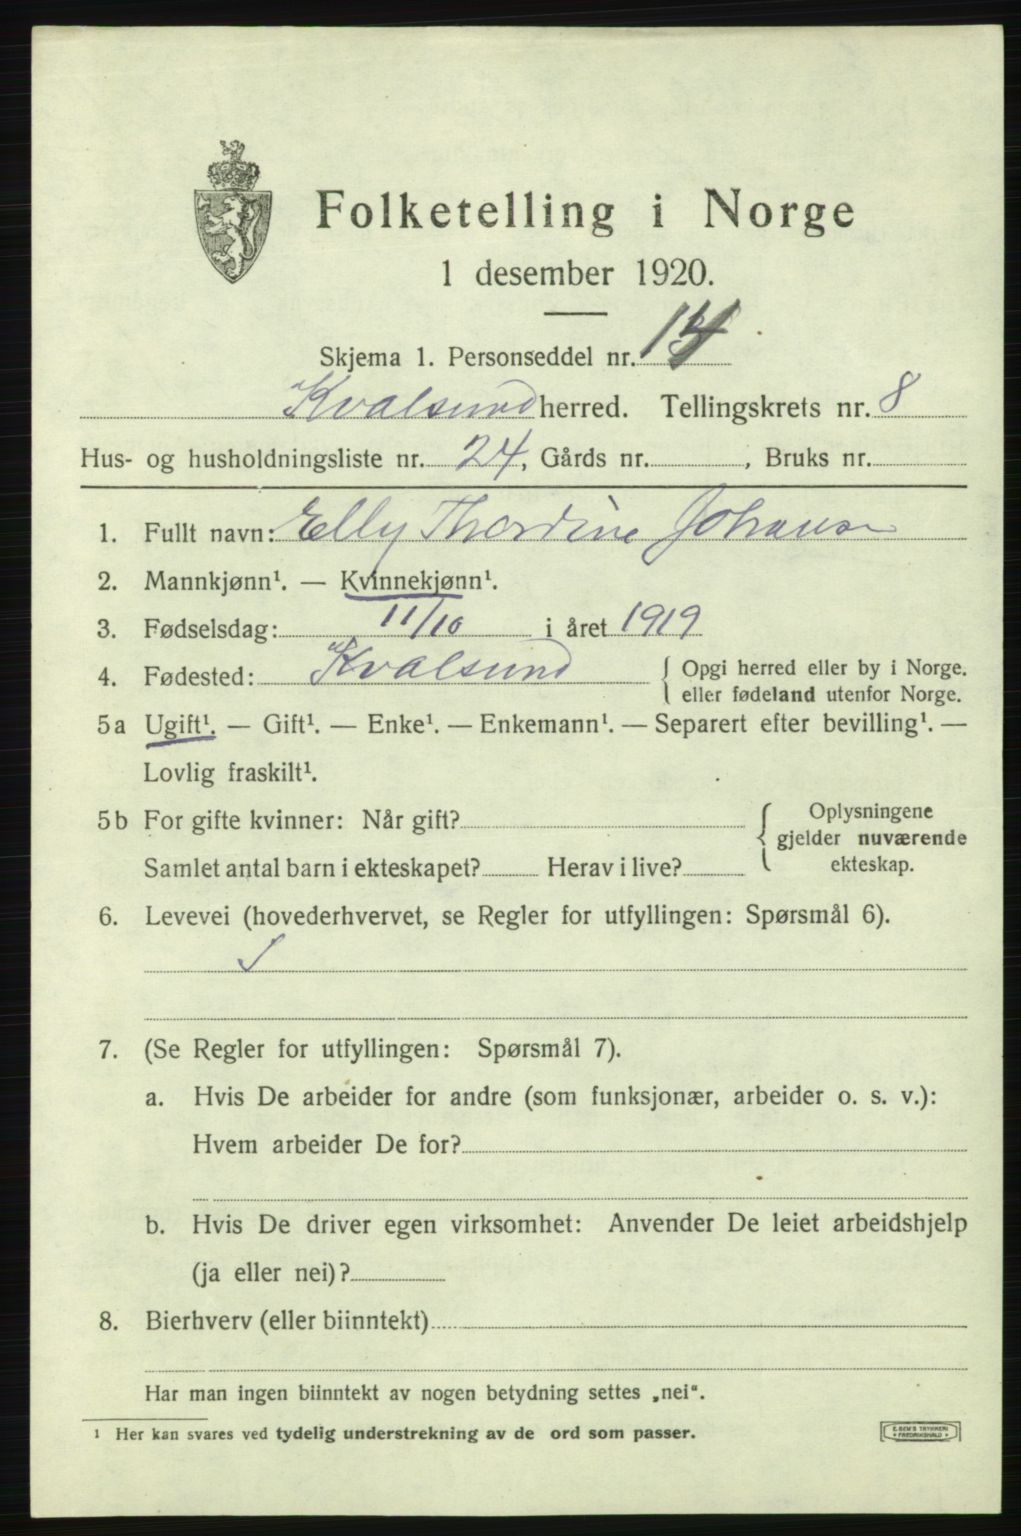 Folketelling i Norge
1 desember 1920.
Skjema 1. Personseddel nr.
Kvalsund herred. Tellingskrets nr. 8
Hus- og husholdningsliste nr. 24, Gårds nr. , Bruks nr.
1. Fullt navn: Elly Thordine Johansen
2. Mannkjønn¹. — Kvinnekjønn¹.
3. Fødselsdag: 11/10 i året 1919
4. Fødested: Kvalsund { Opgi herred eller by i Norge.
eller fødeland utenfor Norge.
5a Ugift¹. — Gift¹. — Enke¹. — Enkemann¹. — Separert efter bevilling¹. —
Lovlig fraskilt¹.
5b For gifte kvinner: Når gift? { Oplysningene
gjelder nuværende
Samlet antal barn i ekteskapet? Herav i live? ekteskap.
6. Levevei (hovederhvervet, se Regler for utfyllingen: Spørsmål 6).
7. (Se Regler for utfyllingen: Spørsmål 7).
a. Hvis De arbeider for andre (som funksjonær, arbeider o. s. v.):
Hvem arbeider De for?
b. Hvis De driver egen virksomhet: Anvender De leiet arbeidshjelp
(ja eller nei)?
8. Bierhverv (eller biinntekt)
Har man ingen biinntekt av nogen betydning settes „nei“.
¹ Her kan svares ved tydelig understrekning av de ord som passer.